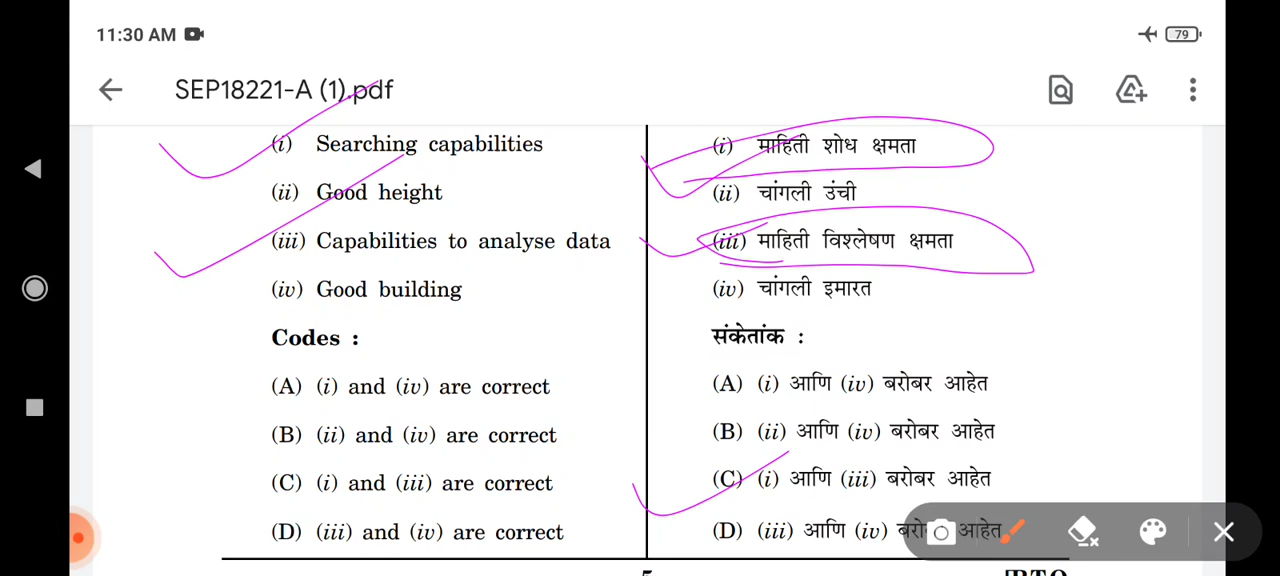 11:30 AM 79
SEP18221-A (1).pdf
(i) Searching capabilities
(ii) Good height
(iii) Capabilities to analyse data
(iv) Good building
Codes :
(A) (i) and (iv) are correct
(B) (ii) and (iv) are correct
(C) (i) and (iii) are correct
(D) (iii) and (iv) are correct
(i) माहिती शोध क्षमता
(ii) चांगली उंची
(iii) माहिती विश्लेषण क्षमता
(iv) चांगली इमारत
संकेतांक :
(A) (i) आणि (iv) बरोबर आहेत
(B) (ii) आणि (iv) बरोबर आहेत
(C) (i) आणि (iii) बरोबर आहेत
(D) (iii) आणि (iv) आहेत